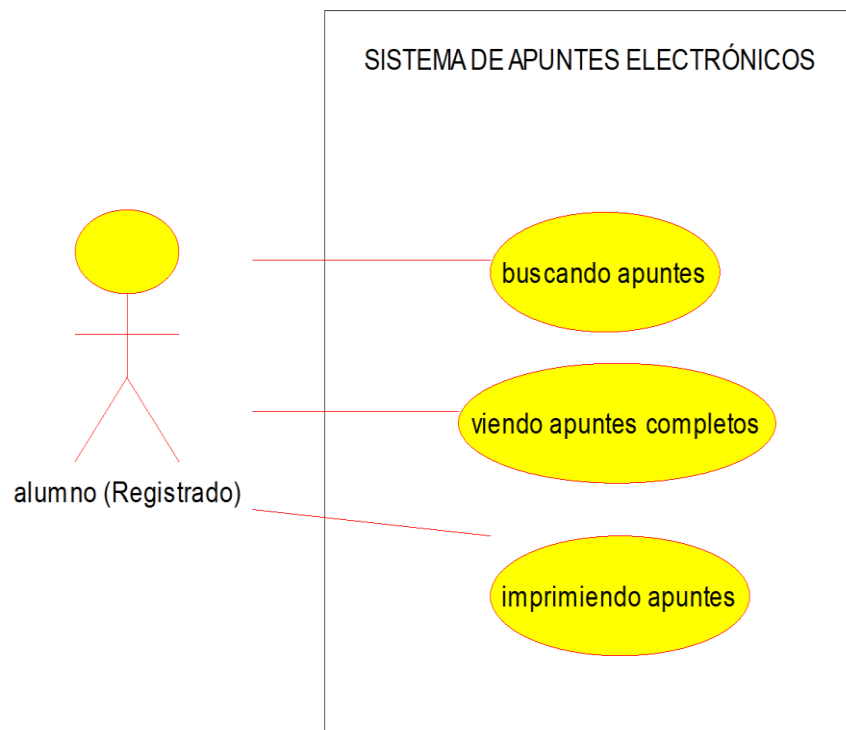 SISTEMA DE APUNTES ELECTRÓNICOS
buscando apuntes
viendo apuntes completos
alumno (Registrado)
imprimiendo apuntes